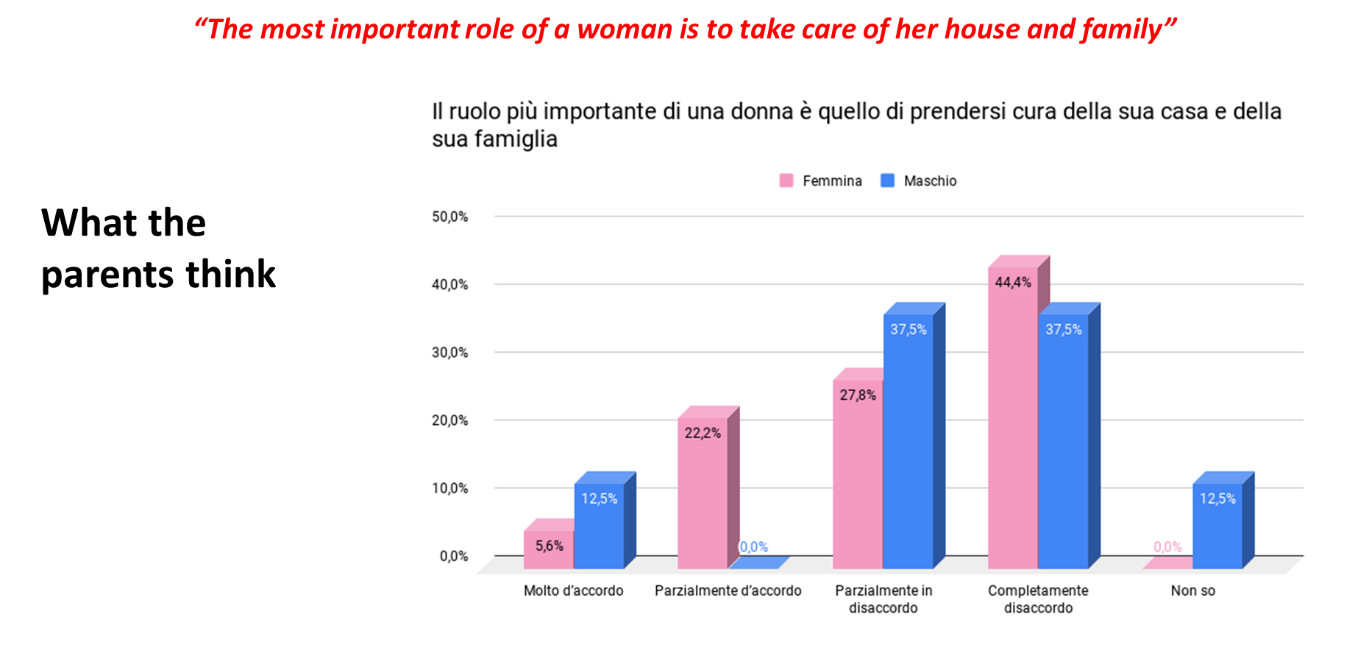 “The most important role of a woman is to take care of her house and family”
Il ruolo più importante di una donna è quello di prendersi cura della sua casa e della
sua famiglia
Femmina Maschio
What the
parents think
50,0%
40,0%
30,0%
20,0%
10,0%
0,0%
5,6% 12,5% 22,2% 0,0% 27,8% 37,5% 44,4% 37,5% 0,0% 12,5%
Molto d’accordo Parzialmente d’accordo Parzialmente in Completamente Non so
disaccordo disaccordo